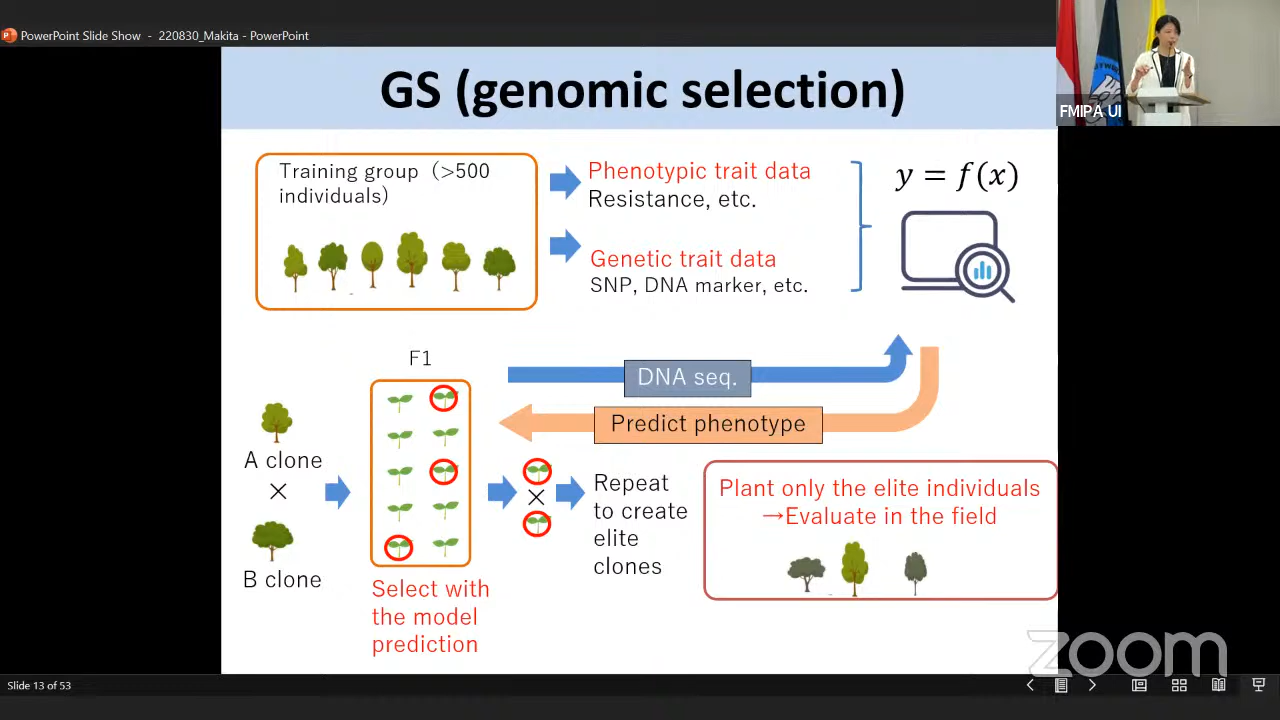 PowerPoint Slide Show - 220830_Makita - PowerPoint
FMIPA UI
GS (genomic selection)
Training group（>500
individuals）
Phenotypic trait data
Resistance, etc.
Genetic trait data
SNP, DNA marker, etc.
y = f(x)
F1
DNA seq.
Predict phenotype
A clone
×
B clone
Select with
the model
prediction
×
Repeat
to create
elite
clones
Plant only the elite individuals
→Evaluate in the field
zoom
Slide 13 of 53